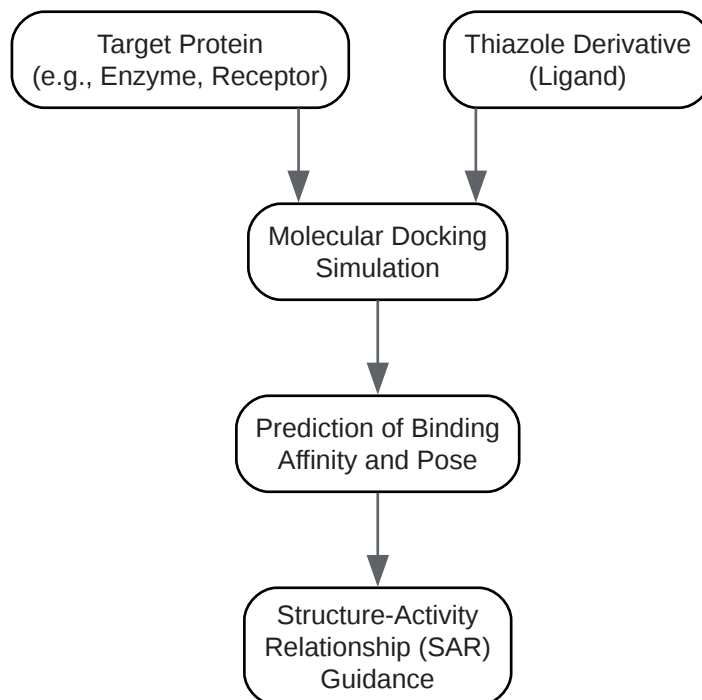 Target Protein
(e.g., Enzyme, Receptor)
Thiazole Derivative
(Ligand)
Molecular Docking
Simulation
Prediction of Binding
Affinity and Pose
Structure-Activity
Relationship (SAR)
Guidance